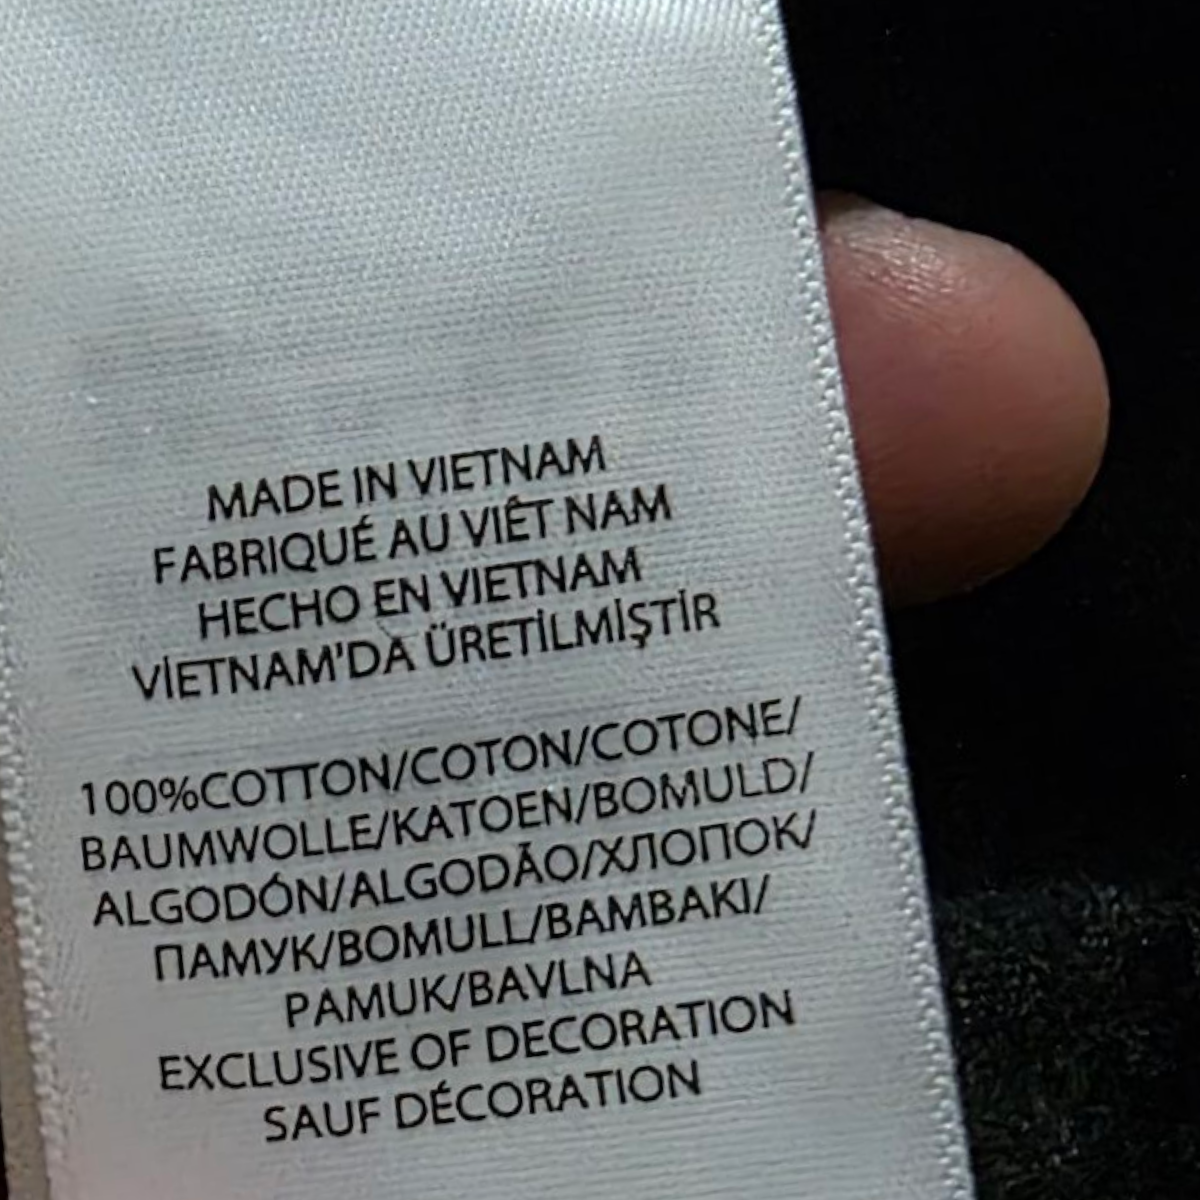 MADE IN VIETNAM
FABRIQUÉ AU VIÊT NAM
HECHO EN VIETNAM
VİETNAM'DA ÜRETİLMİŞTİR
100%COTTON/COTON/COTONE/
BAUMWOLLE/KATOEN/BOMULD/
ALGODÓN/ALGODÃO/ХЛОПОК/
ПАМУК/BOMULL/BAMBAKI/
PAMUK/BAVLNA
EXCLUSIVE OF DECORATION
SAUF DÉCORATION